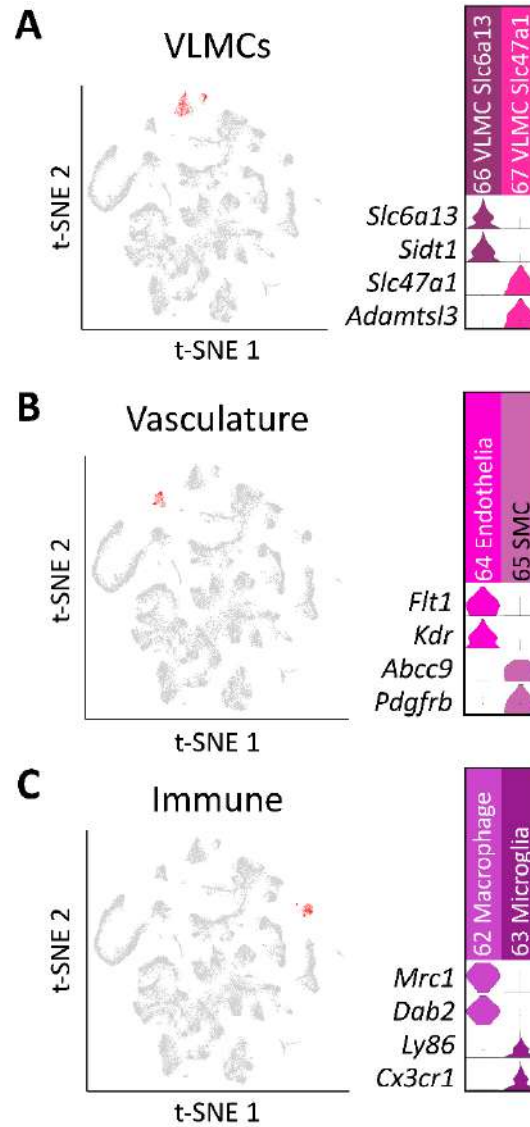 A
VLMCs
t-SNE 2
t-SNE 1
66 VLMC Slc6a13
67 VLMC Slc47a1
Slc6a13
Sidt1
Slc47a1
Adamtsl3
B
Vasculature
t-SNE 2
t-SNE 1
64 Endothelia
65 SMC
Flt1
Kdr
Abcc9
Pdgfrb
C
Immune
t-SNE 2
t-SNE 1
62 Macrophage
63 Microglia
Mrc1
Dab2
Ly86
Cx3cr1